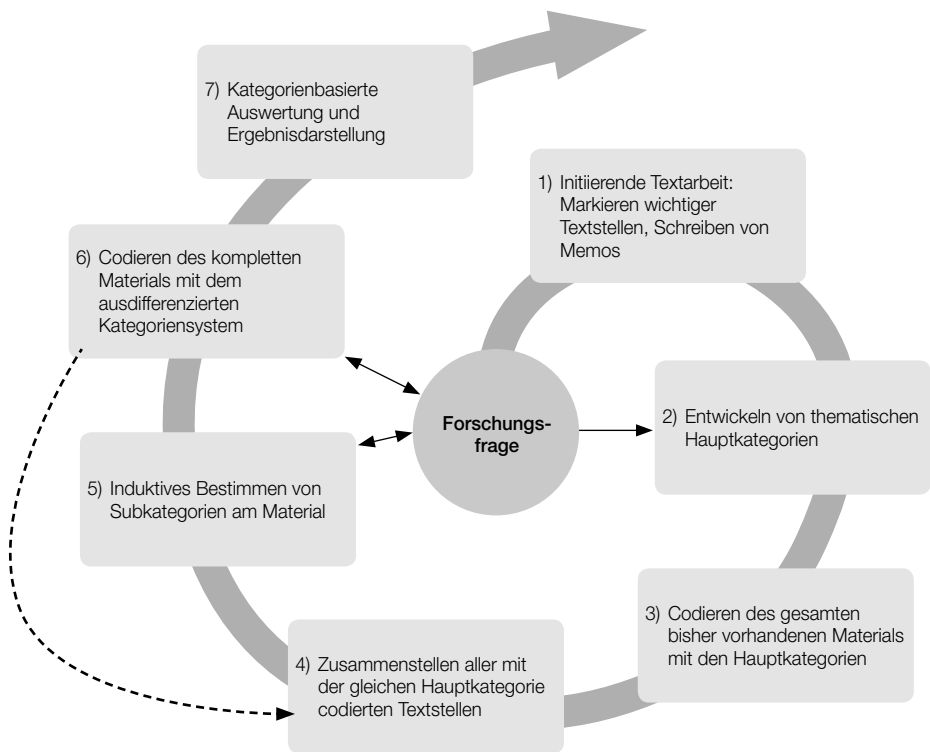 7) Kategorienbasierte
Auswertung und
Ergebnisdarstellung
1) Initiierende Textarbeit:
Markieren wichtiger
Textstellen, Schreiben von
Memos
6) Codieren des kompletten
Materials mit dem
ausdifferenzierten
Kategoriensystem
Forschungs-
frage
2) Entwickeln von thematischen
Hauptkategorien
5) Induktives Bestimmen von
Subkategorien am Material
3) Codieren des gesamten
bisher vorhandenen Materials
mit den Hauptkategorien
4) Zusammenstellen aller mit
der gleichen Hauptkategorie
codierten Textstellen